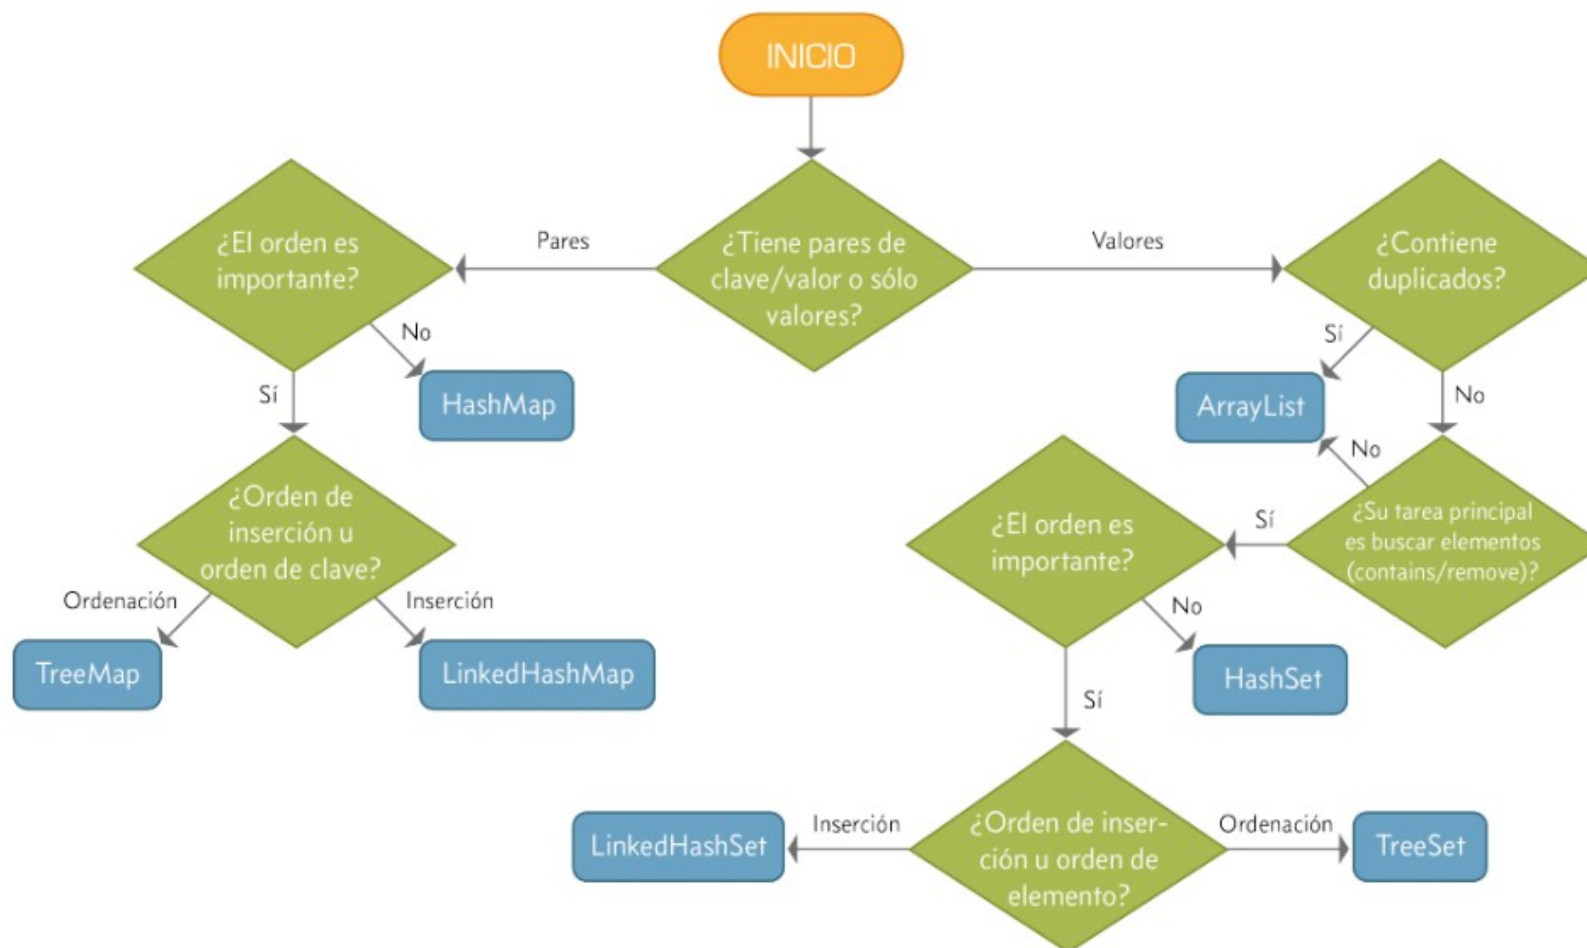 INICIO
¿Tiene pares de
clave/valor o sólo
valores?
Pares
Valores
¿El orden es
importante?
No
HashMap
Sí
¿Orden de
inserción u
orden de clave?
Ordenación
Inserción
TreeMap
LinkedHashMap
¿Contiene
duplicados?
Sí
ArrayList
No
No
¿Su tarea principal
es buscar elementos
(contains/remove)?
Sí
¿El orden es
importante?
No
HashSet
Sí
¿Orden de inser-
ción u orden de
elemento?
Inserción
LinkedHashSet
Ordenación
TreeSet